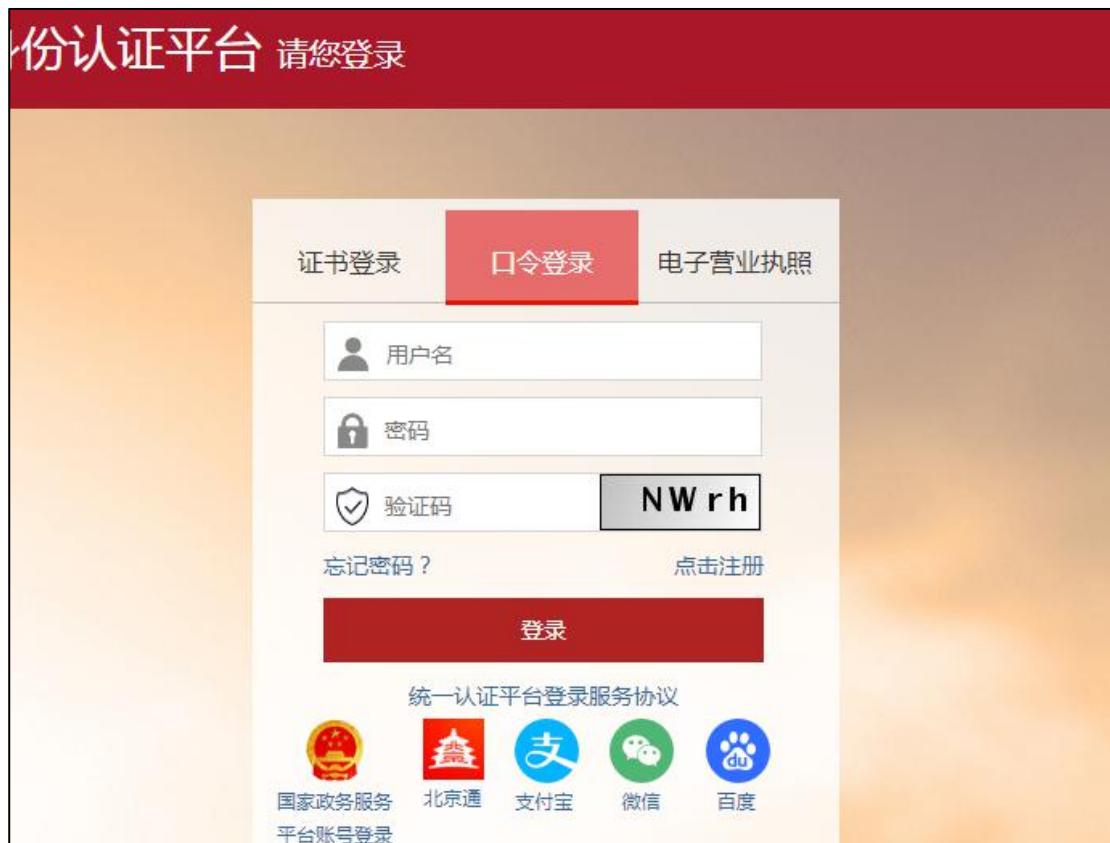 份认证平台 请您登录
证书登录 口令登录 电子营业执照
用户名
密码
验证码 NWrh
忘记密码？ 点击注册
登录
统一认证平台登录服务协议
du
国家政务服务 北京通 支付宝 微信 百度
平台账号登录